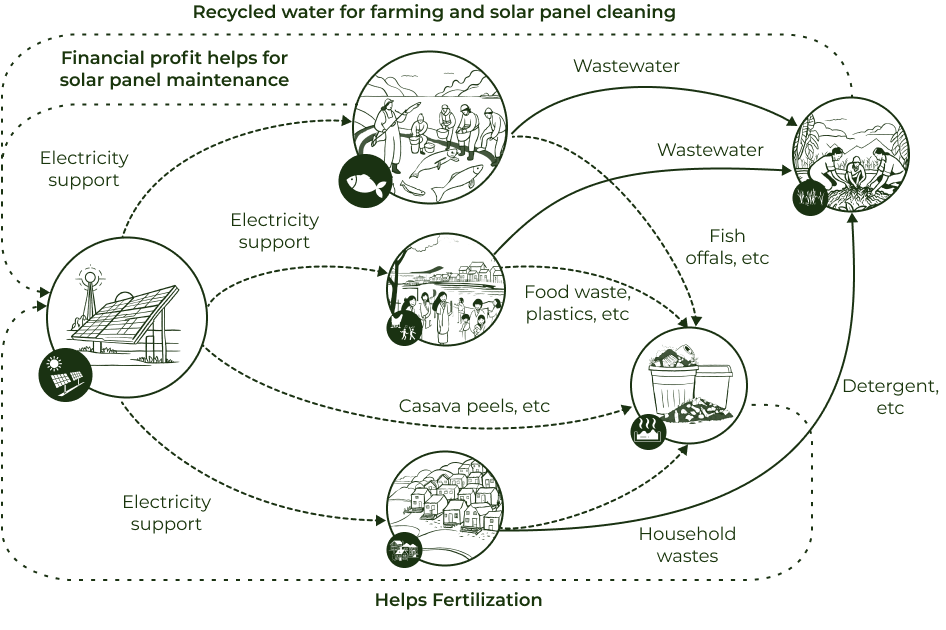 Recycled water for farming and solar panel cleaning
Financial profit helps for
solar panel maintenance
Wastewater
Electricity
support
Wastewater
Electricity
support
Fish
offals, etc
Food waste,
plastics, etc
Casava peels, etc
Detergent,
etc
Electricity
support
Household
wastes
Helps Fertilization